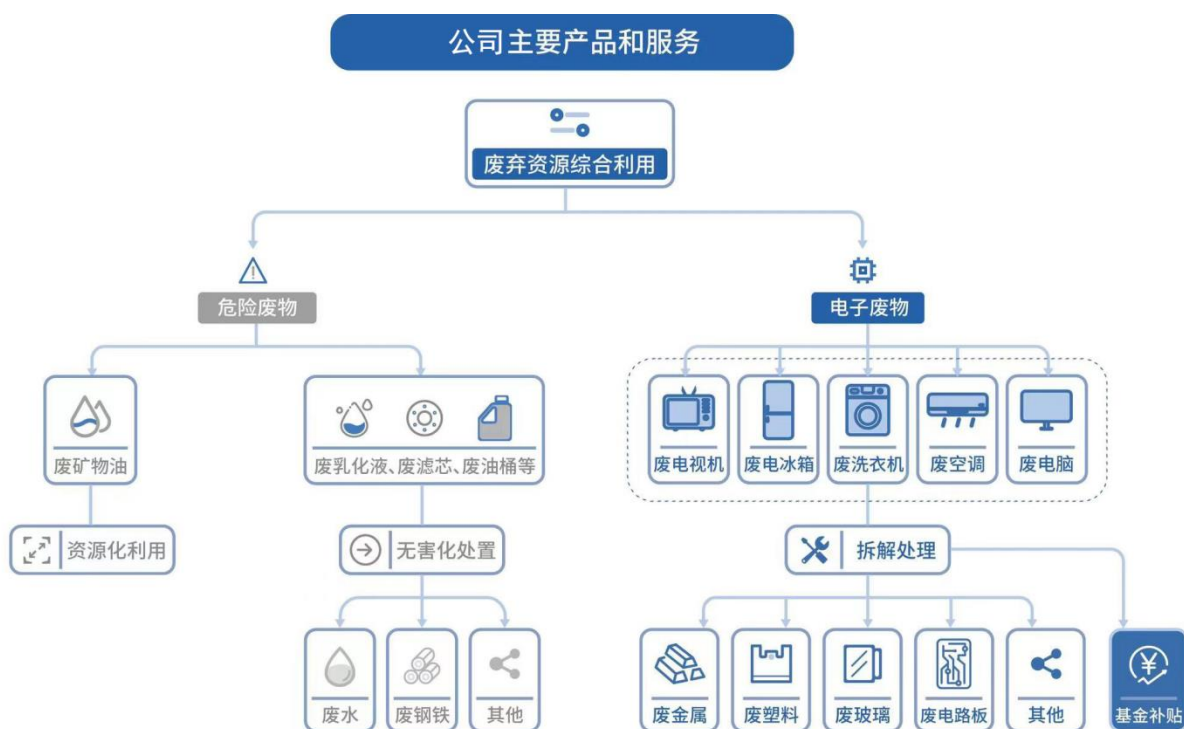 公司主要产品和服务
废弃资源综合利用
危险废物
电子废物
废矿物油
废乳化液、废滤芯、废油桶等
废电视机
废电冰箱
废洗衣机
废空调
废电脑
资源化利用
无害化处置
拆解处理
废水
废钢铁
其他
废金属
废塑料
废玻璃
废电路板
其他
基金补贴